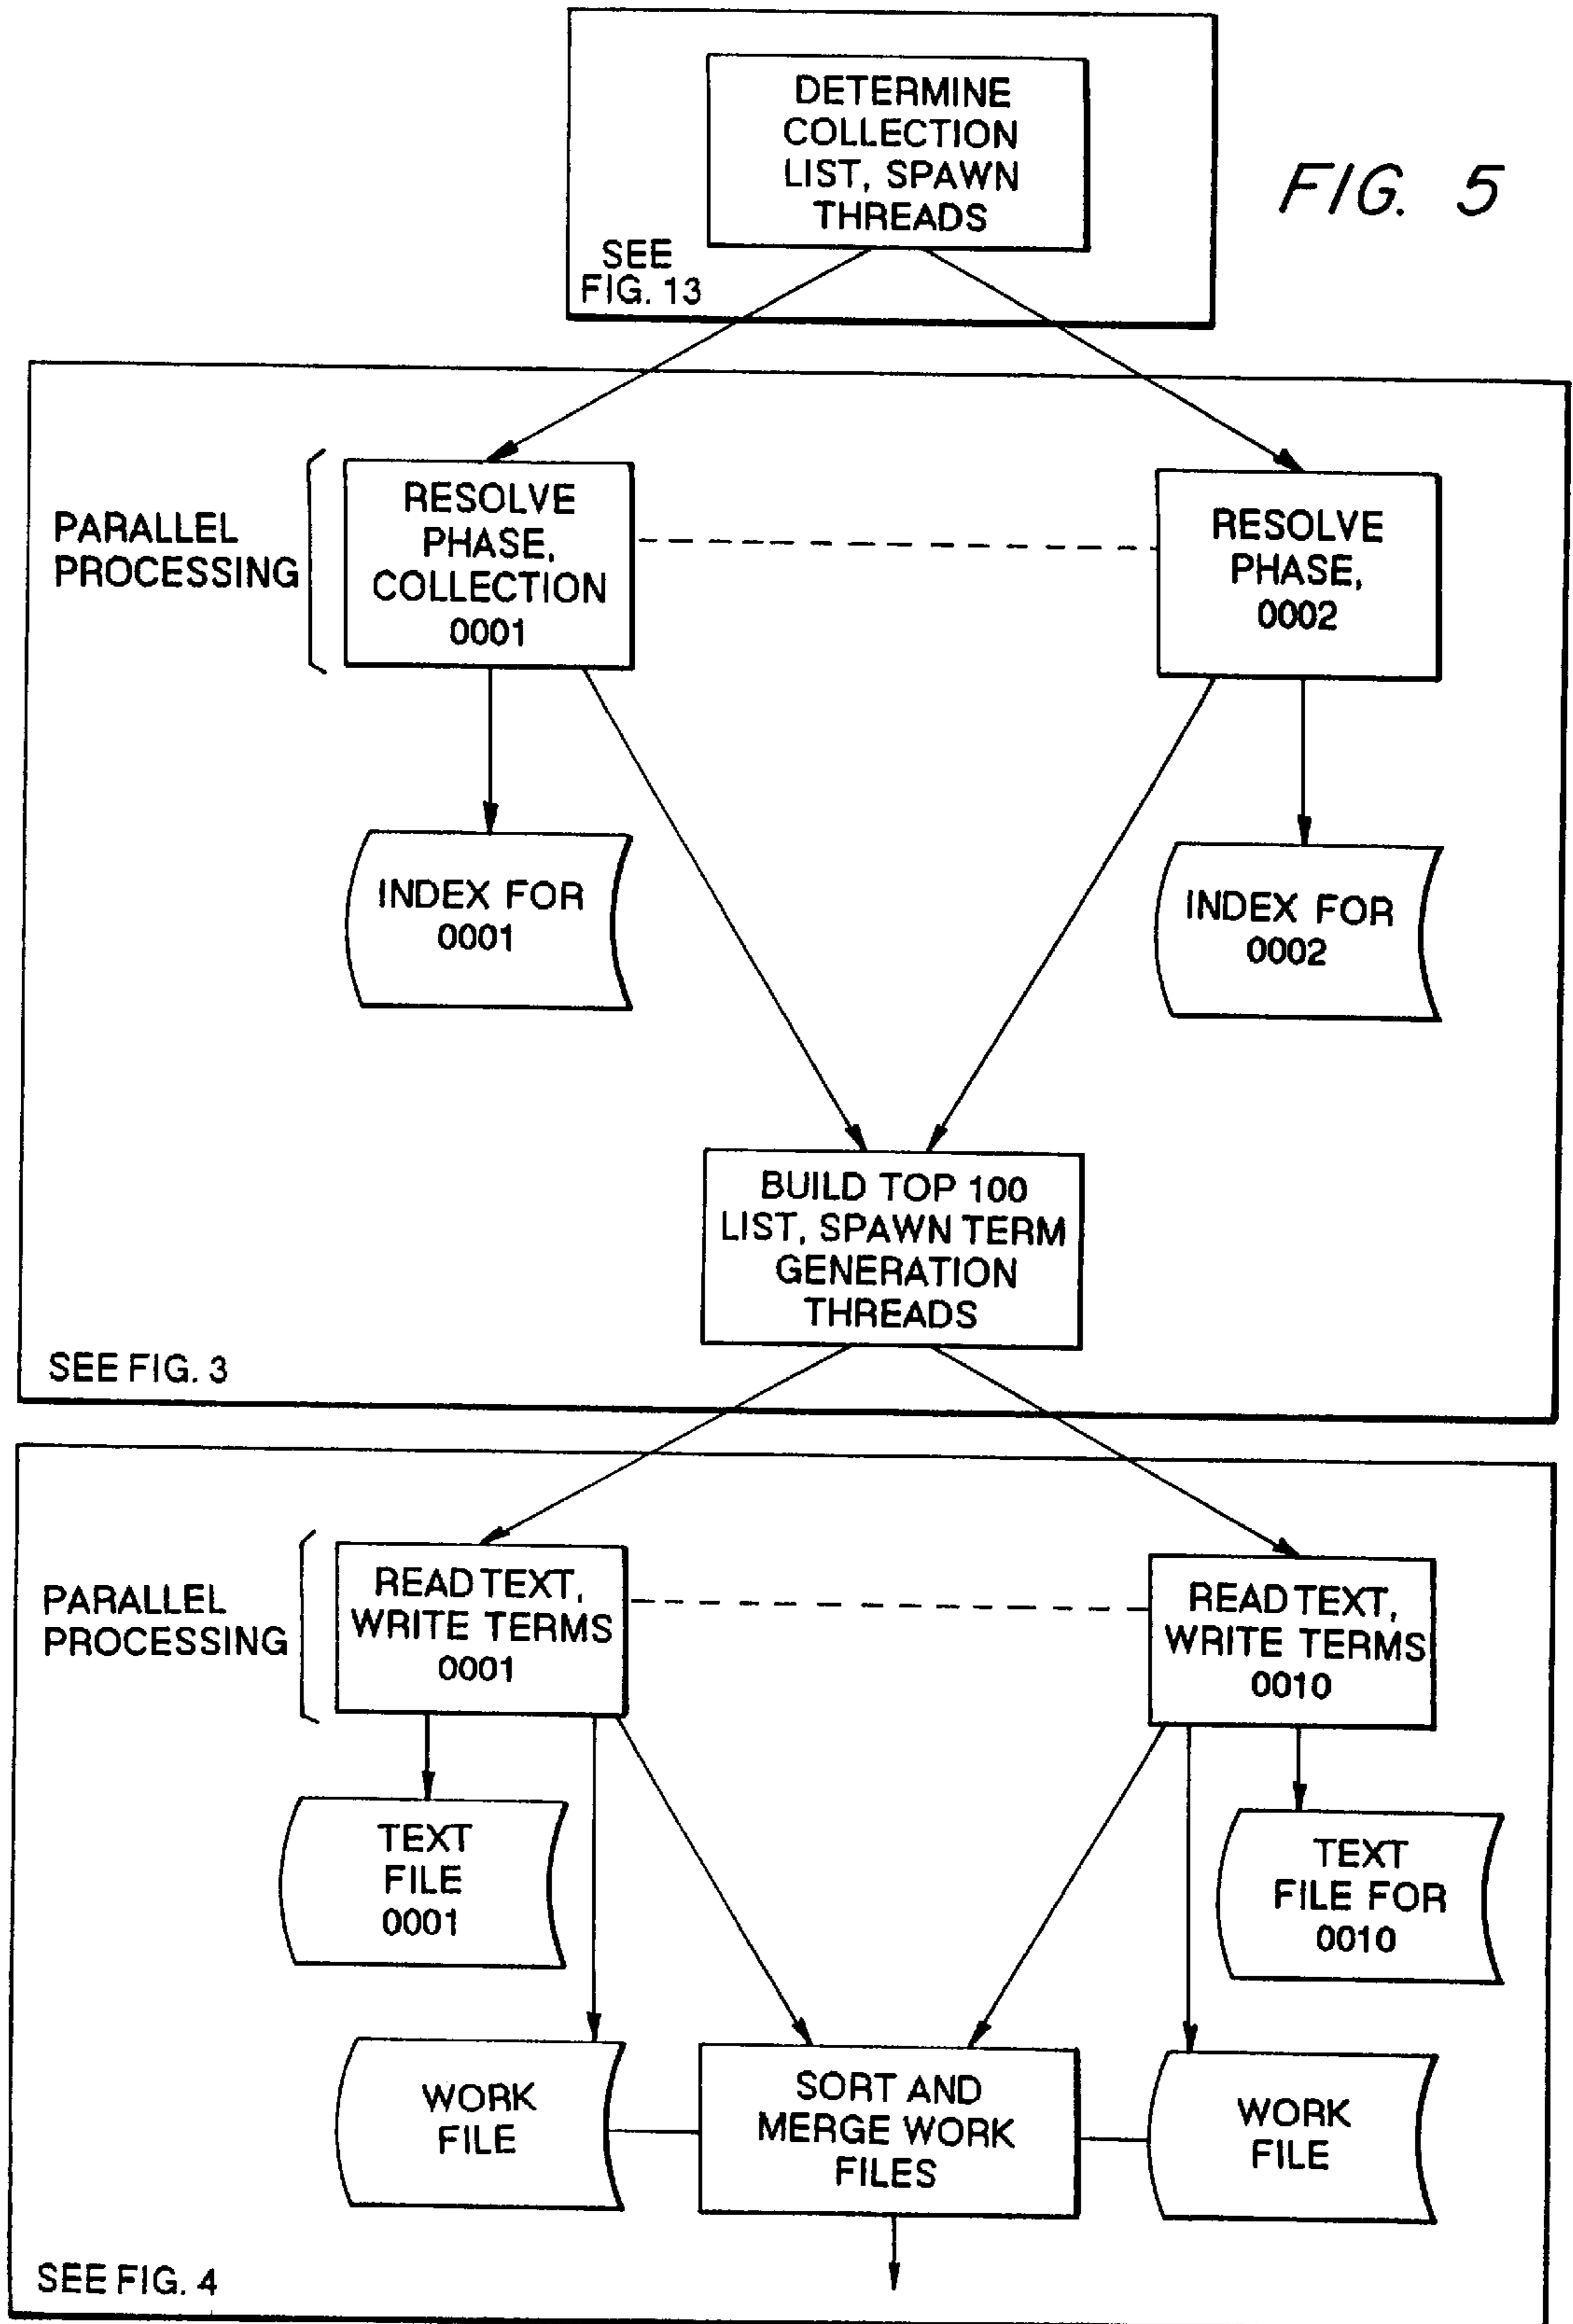 DETERMINE
COLLECTION
LIST, SPAWN
THREADS
SEE
FIG. 13
FIG. 5
PARALLEL
PROCESSING
RESOLVE
PHASE,
COLLECTION
0001
RESOLVE
PHASE,
0002
INDEX FOR
0001
INDEX FOR
0002
BUILD TOP 100
LIST, SPAWN TERM
GENERATION
THREADS
SEE FIG. 3
PARALLEL
PROCESSING
READ TEXT,
WRITE TERMS
0001
READ TEXT,
WRITE TERMS
0010
TEXT
FILE
0001
TEXT
FILE FOR
0010
WORK
FILE
SORT AND
MERGE WORK
FILES
WORK
FILE
SEE FIG. 4